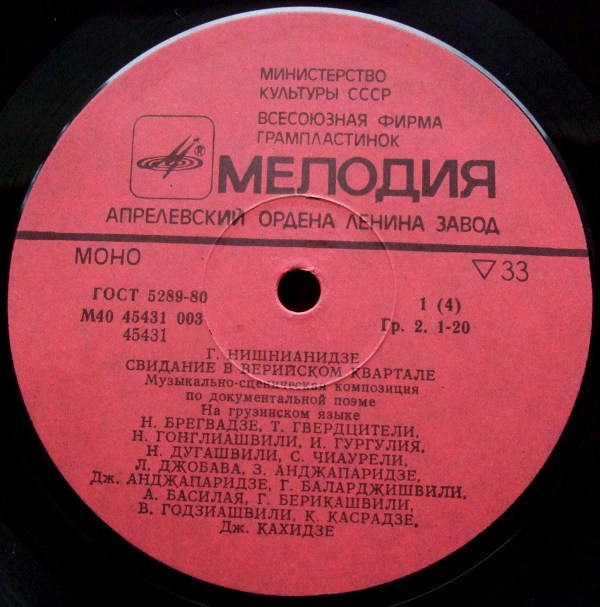 МИНИСТЕРСТВО
КУЛЬТУРЫ СССР
ВСЕСОЮЗНАЯ ФИРМА
ГРАМПЛАСТИНОК
®
МЕЛОДИЯ
АПРЕЛЕВСКИЙ ОРДЕНА ЛЕНИНА ЗАВОД
МОНО
▽33
ГОСТ 5289-80
М40 45431 003
45431
1 (4)
Гр. 2. 1-20
Г. НИШНИАНИДЗЕ
СВИДАНИЕ В ВЕРИЙСКОМ КВАРТАЛЕ
Музыкально-сценическая композиция
по документальной поэме
На грузинском языке
Н. БРЕГВАДЗЕ, Т. ГВЕРДЦИТЕЛИ,
Н. ГОНГЛИАШВИЛИ, И. ГУРГУЛИЯ,
Н. ДУГАШВИЛИ, С. ЧИАУРЕЛИ,
Л. ДЖОБАВА, З. АНДЖАПАРИДЗЕ,
Дж. АНДЖАПАРИДЗЕ, Г. БАЛАРДЖИШВИЛИ,
А. БАСИЛАЯ, Г. БЕРИКАШВИЛИ,
В. ГОДЗИАШВИЛИ, К. КАСРАДЗЕ,
Дж. КАХИДЗЕ